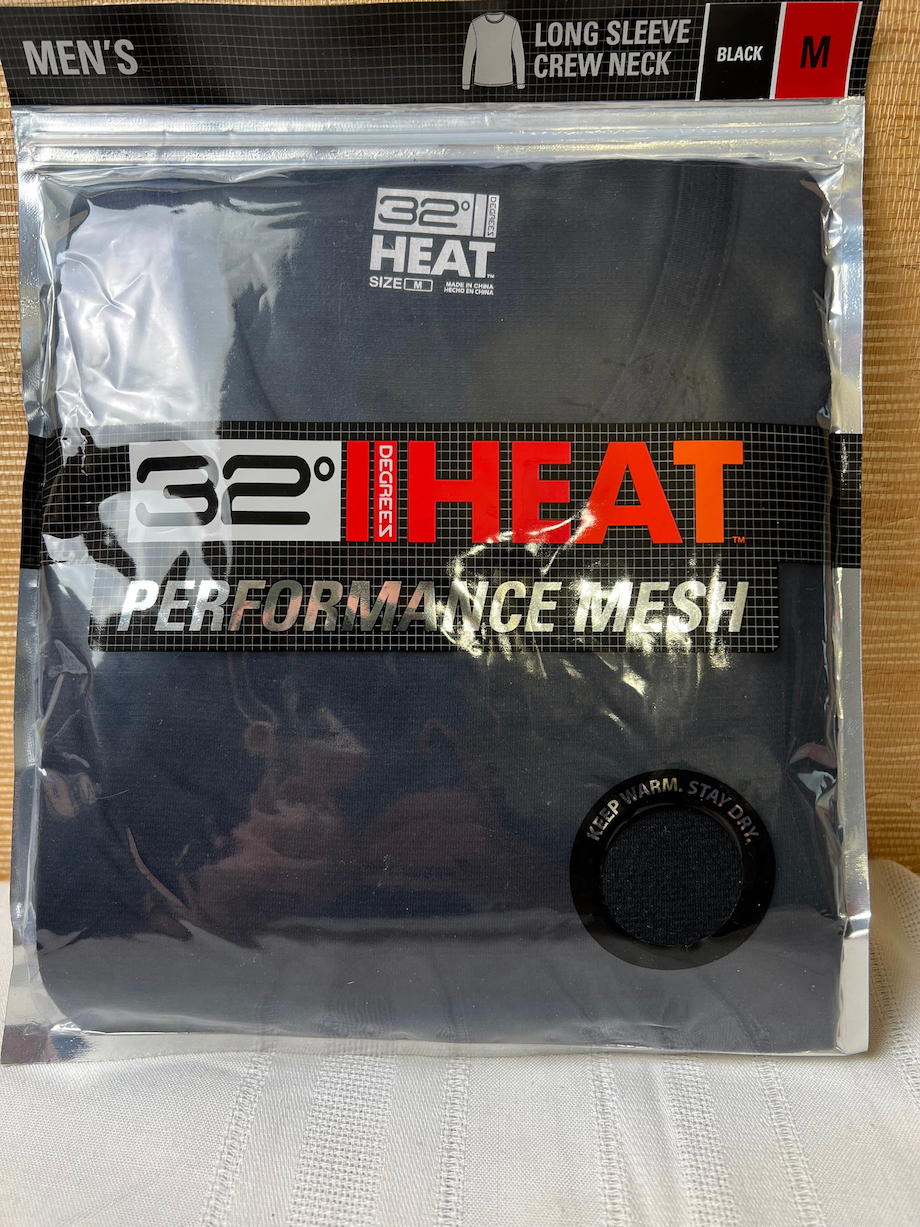 MEN'S
LONG SLEEVE
CREW NECK
BLACK
M
32° DEGREES
HEAT™
SIZE M
MADE IN CHINA
HECHO EN CHINA
32° DEGREES HEAT™
PERFORMANCE MESH
KEEP WARM. STAY DRY.